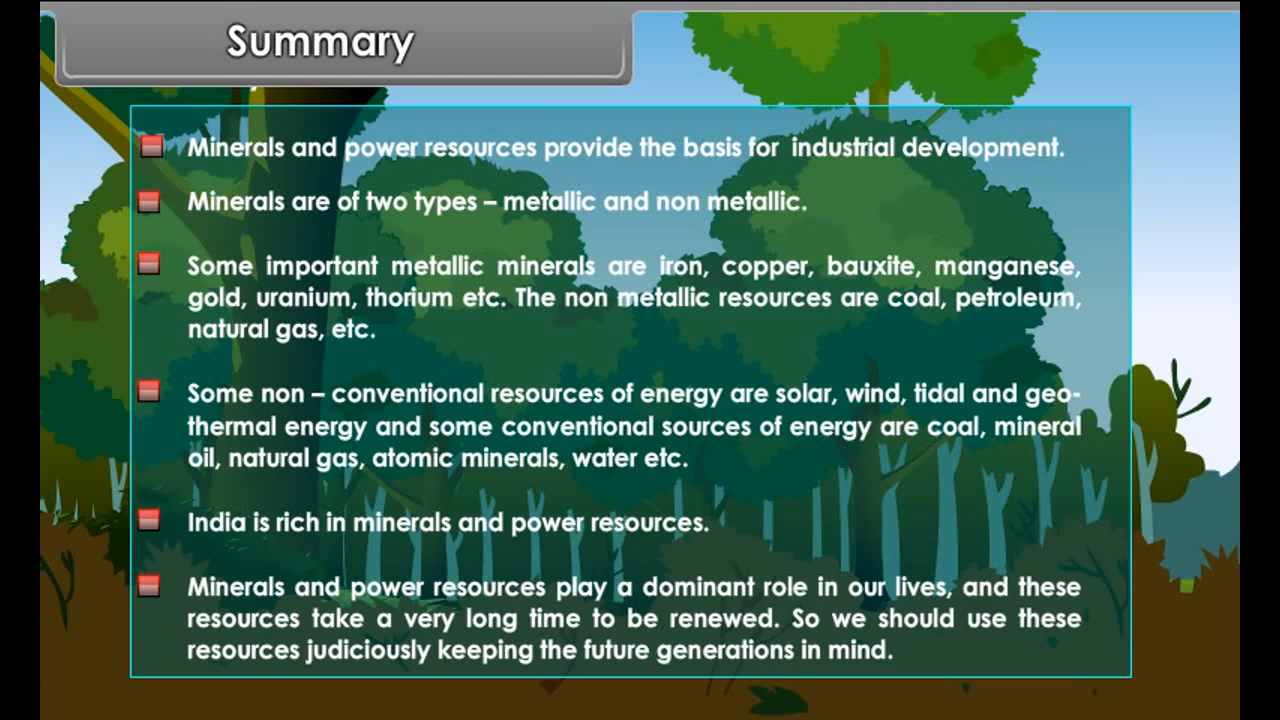 Summary
Minerals and power resources provide the basis for industrial development.
Minerals are of two types – metallic and non metallic.
Some important metallic minerals are iron, copper, bauxite, manganese,
gold, uranium, thorium etc. The non metallic resources are coal, petroleum,
natural gas, etc.
Some non – conventional resources of energy are solar, wind, tidal and geo-
thermal energy and some conventional sources of energy are coal, mineral
oil, natural gas, atomic minerals, water etc.
India is rich in minerals and power resources.
Minerals and power resources play a dominant role in our lives, and these
resources take a very long time to be renewed. So we should use these
resources judiciously keeping the future generations in mind.